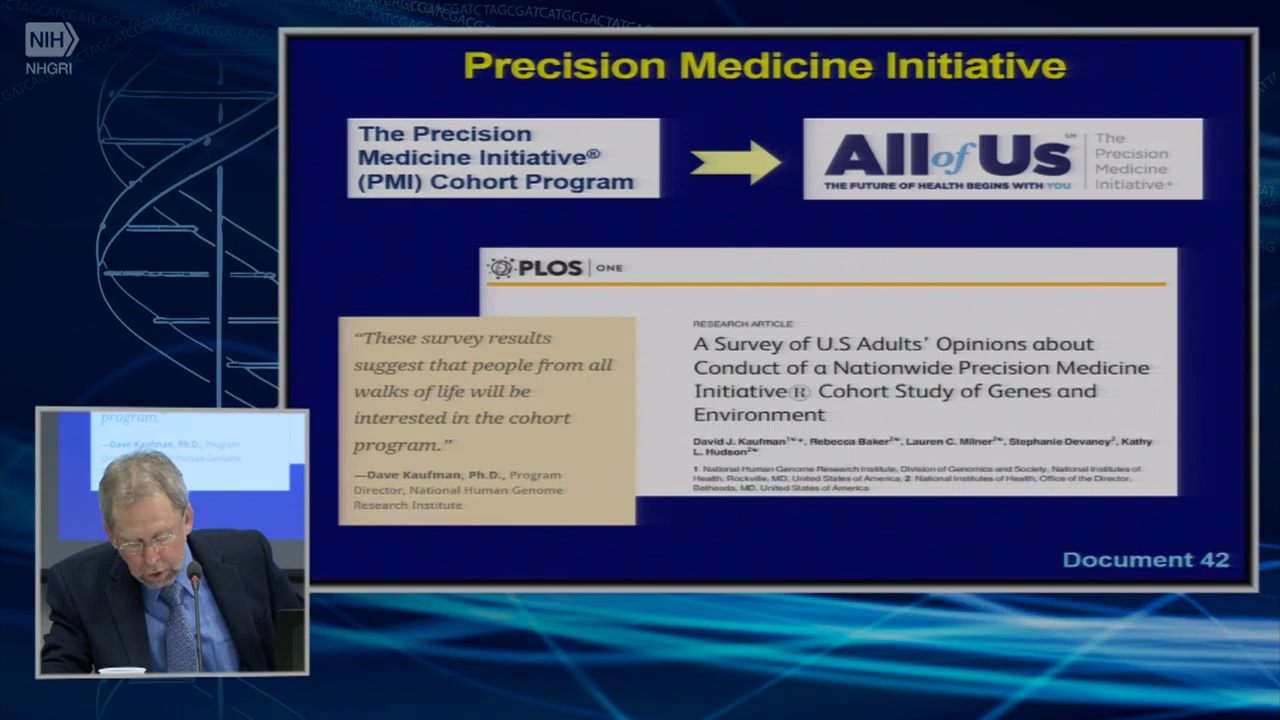 NIH
NHGRI
Precision Medicine Initiative
The Precision
Medicine Initiative®
(PMI) Cohort Program
All of Us℠
THE FUTURE OF HEALTH BEGINS WITH YOU
The
Precision
Medicine
Initiative®
PLOS | ONE
RESEARCH ARTICLE
A Survey of U.S Adults’ Opinions about
Conduct of a Nationwide Precision Medicine
Initiative® Cohort Study of Genes and
Environment
David J. Kaufman, Rebecca Baker, Lauren C. Milner, Stephanie Devaney, Kathy
L. Hudson
1 National Human Genome Research Institute, Division of Genomics and Society, National Institutes of
Health, Rockville, MD, United States of America, 2 National Institutes of Health, Office of the Director,
Bethesda, MD, United States of America
“These survey results
suggest that people from all
walks of life will be
interested in the cohort
program.”
—Dave Kaufman, Ph.D., Program
Director, National Human Genome
Research Institute
Document 42
program.
—Dave Kaufman, Ph.D., Program